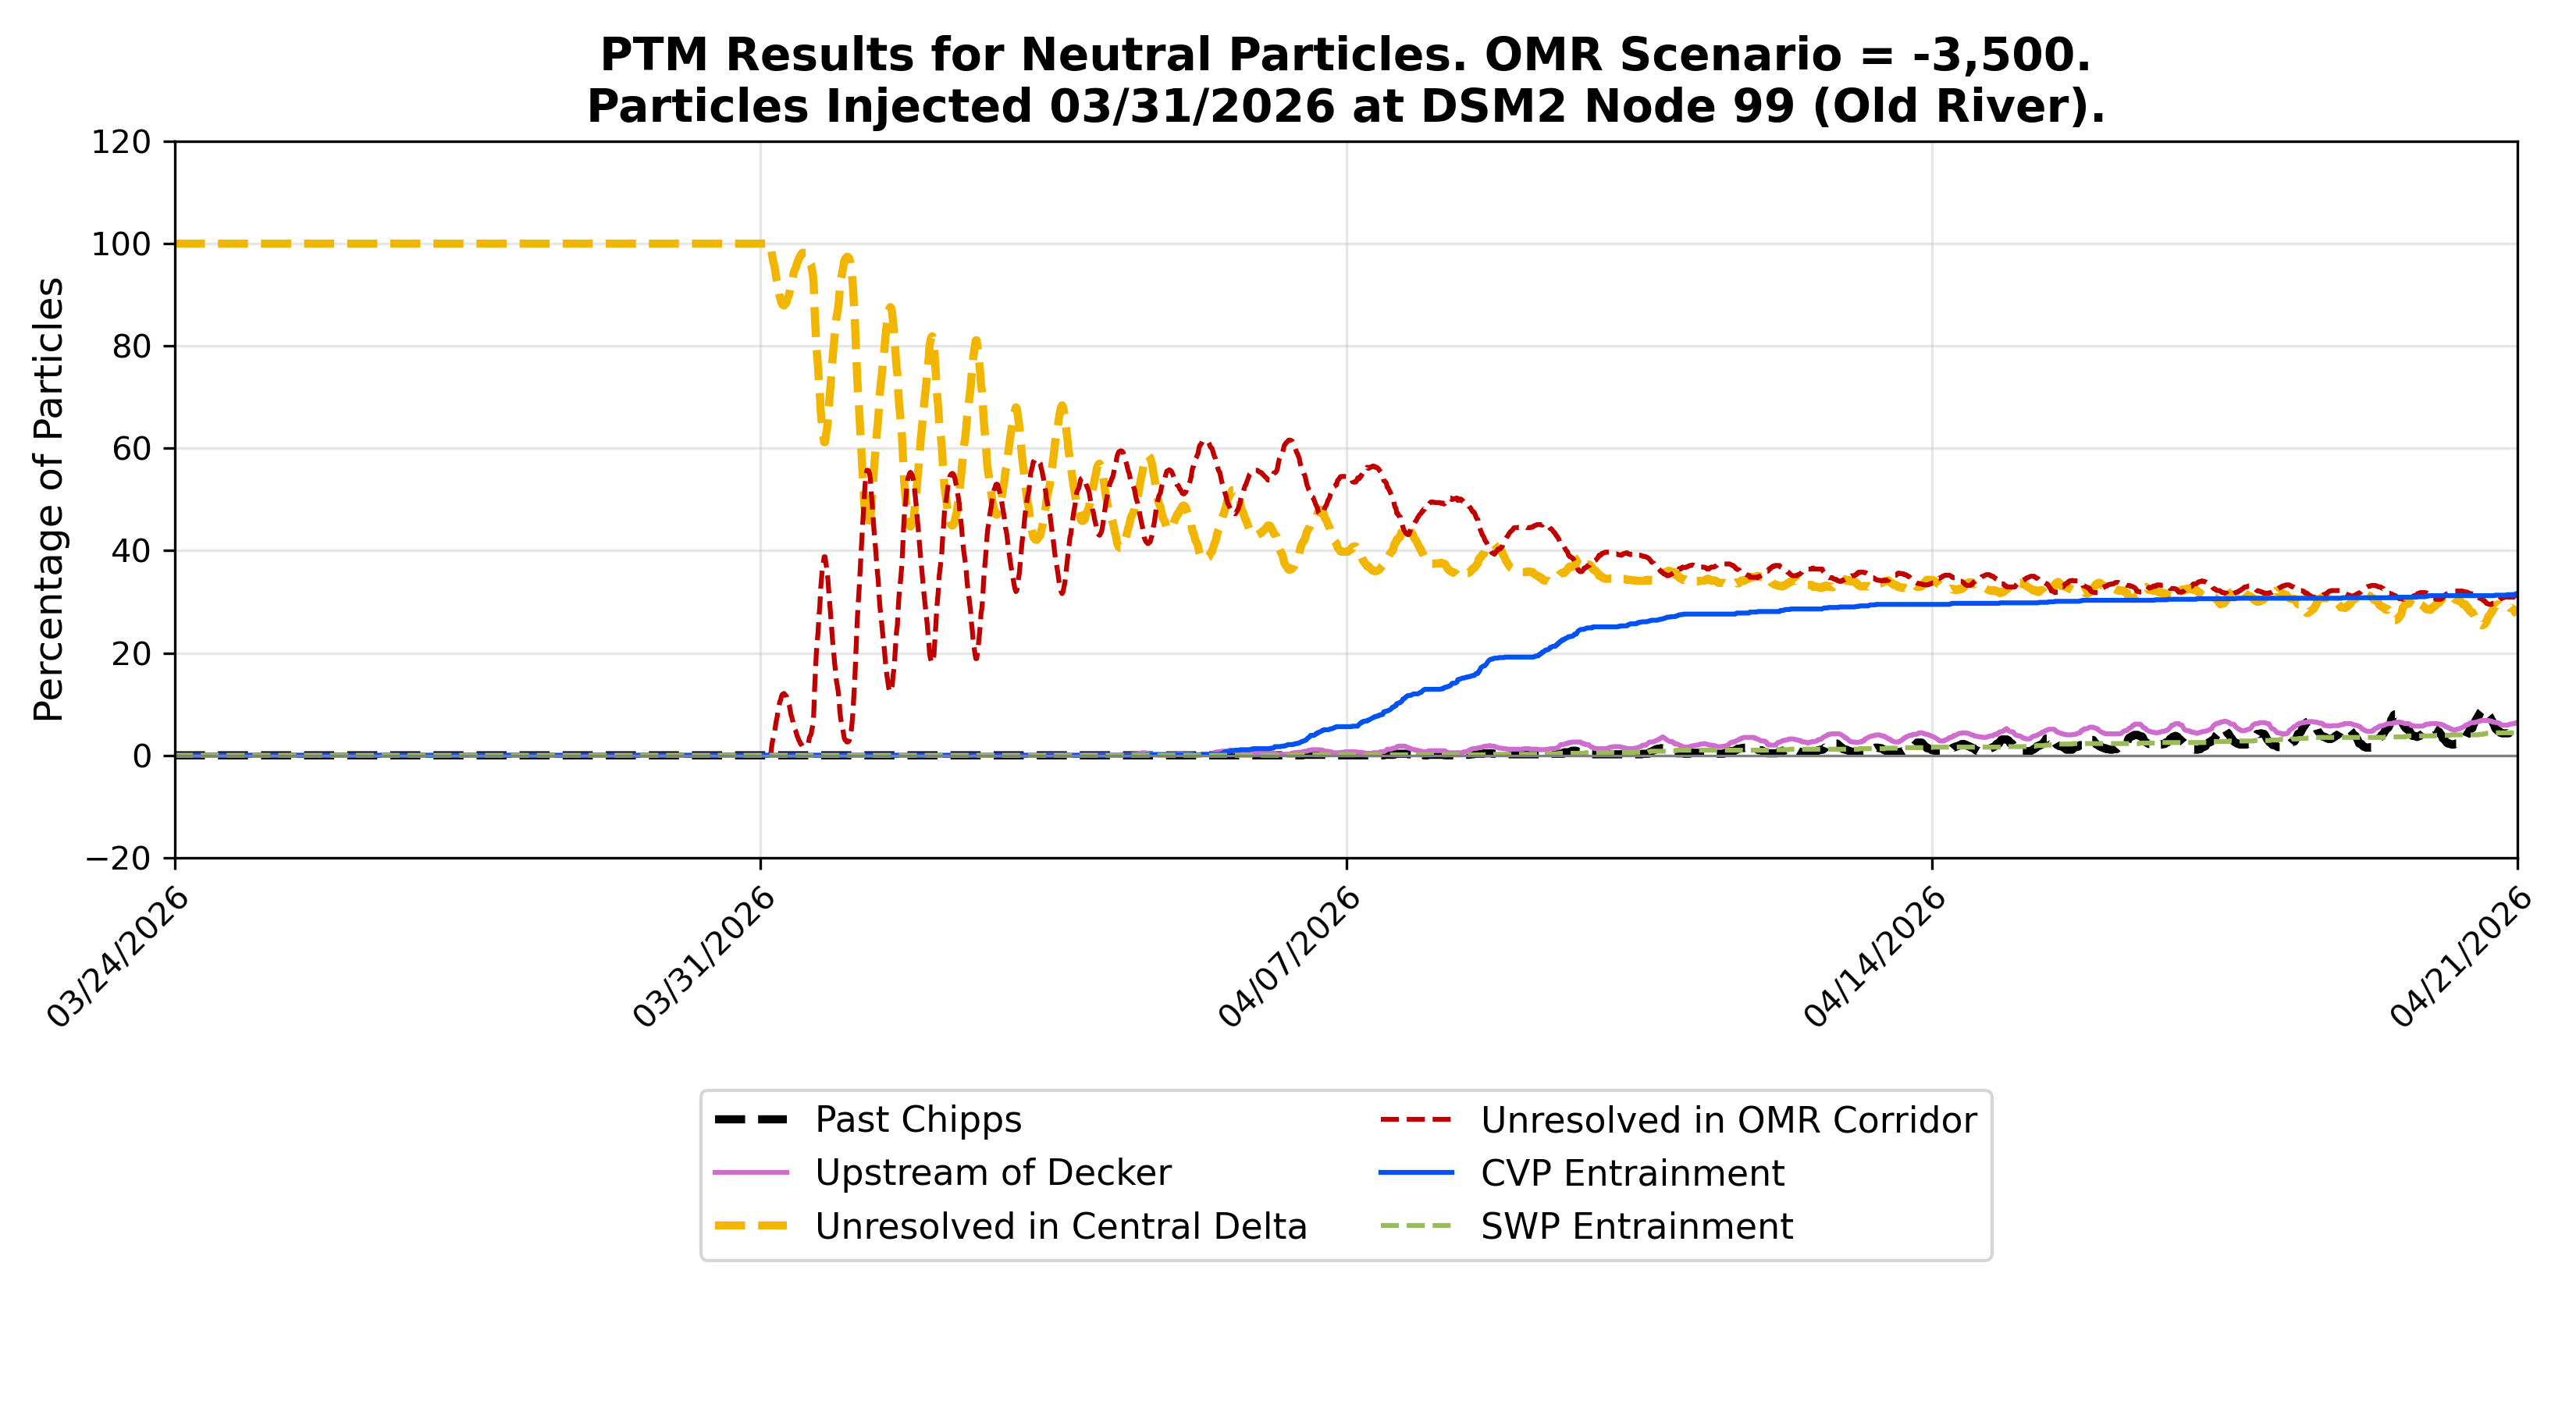 PTM Results for Neutral Particles. OMR Scenario = -3,500.
Particles Injected 03/31/2026 at DSM2 Node 99 (Old River).
Percentage of Particles
120
100
80
60
40
20
0
−20
03/24/2026
03/31/2026
04/07/2026
04/14/2026
04/21/2026
Past Chipps
Upstream of Decker
Unresolved in Central Delta
Unresolved in OMR Corridor
CVP Entrainment
SWP Entrainment